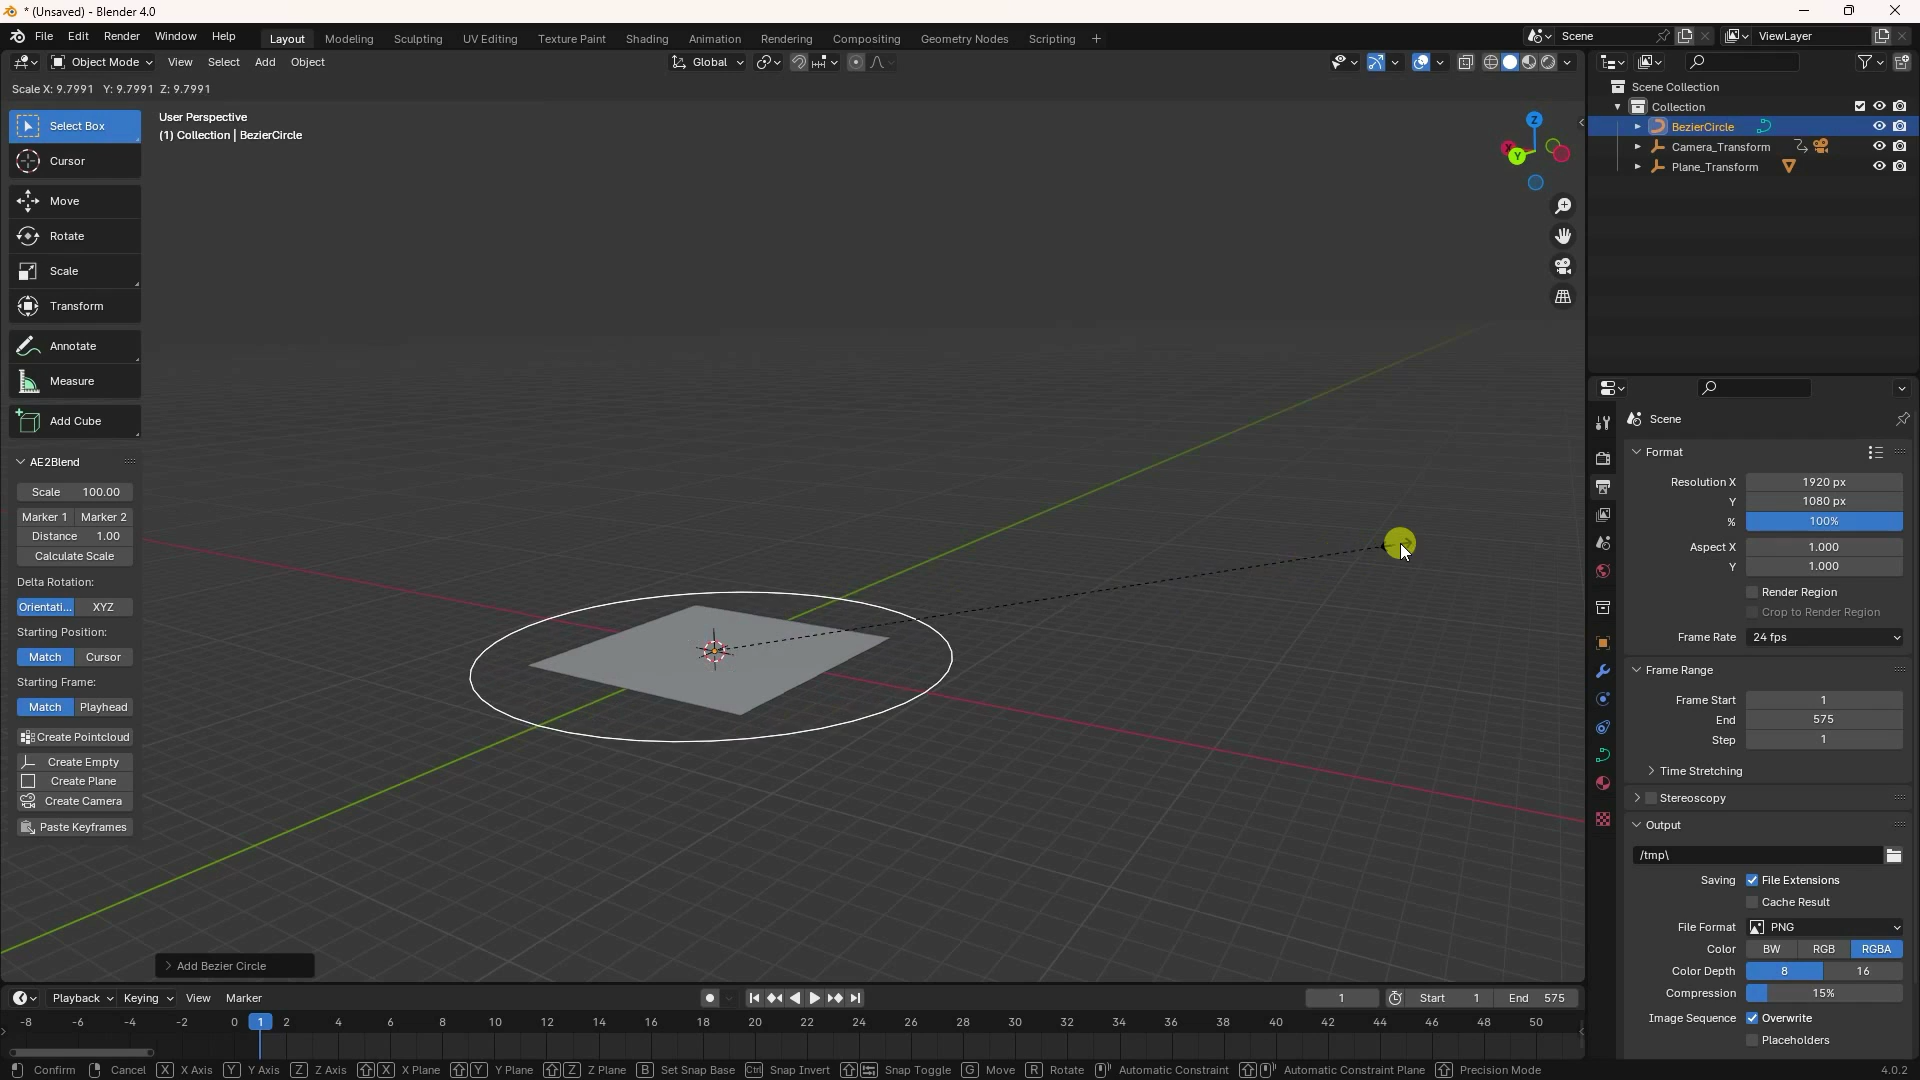 * (Unsaved) - Blender 4.0
File Edit Render Window Help Layout Modeling Sculpting UV Editing Texture Paint Shading Animation Rendering Compositing Geometry Nodes Scripting + Scene ViewLayer
Object Mode View Select Add Object Global
Scale X: 9.7991 Y: 9.7991 Z: 9.7991
User Perspective
(1) Collection | BezierCircle
Select Box
Cursor
Move
Rotate
Scale
Transform
Annotate
Measure
Add Cube
AE2Blend
Scale 100.00
Marker 1 Marker 2
Distance 1.00
Calculate Scale
Delta Rotation:
Orientati... XYZ
Starting Position:
Match Cursor
Starting Frame:
Match Playhead
Create Pointcloud
Create Empty
Create Plane
Create Camera
Paste Keyframes
Z
X
Y
Add Bezier Circle
Scene Collection
Collection
BezierCircle
Camera_Transform
Plane_Transform
Scene
Format
Resolution X 1920 px
Y 1080 px
% 100%
Aspect X 1.000
Y 1.000
Render Region
Crop to Render Region
Frame Rate 24 fps
Frame Range
Frame Start 1
End 575
Step 1
Time Stretching
Stereoscopy
Output
/tmp\
Saving File Extensions
Cache Result
File Format PNG
Color BW RGB RGBA
Color Depth 8 16
Compression 15%
Image Sequence Overwrite
Placeholders
Playback Keying View Marker 1 Start 1 End 575
-8 -6 -4 -2 0 1 2 4 6 8 10 12 14 16 18 20 22 24 26 28 30 32 34 36 38 40 42 44 46 48 50
Confirm Cancel X X Axis Y Y Axis Z Z Axis X X Plane Y Y Plane Z Z Plane B Set Snap Base Ctrl Snap Invert Snap Toggle G Move R Rotate Automatic Constraint Automatic Constraint Plane Precision Mode 4.0.2